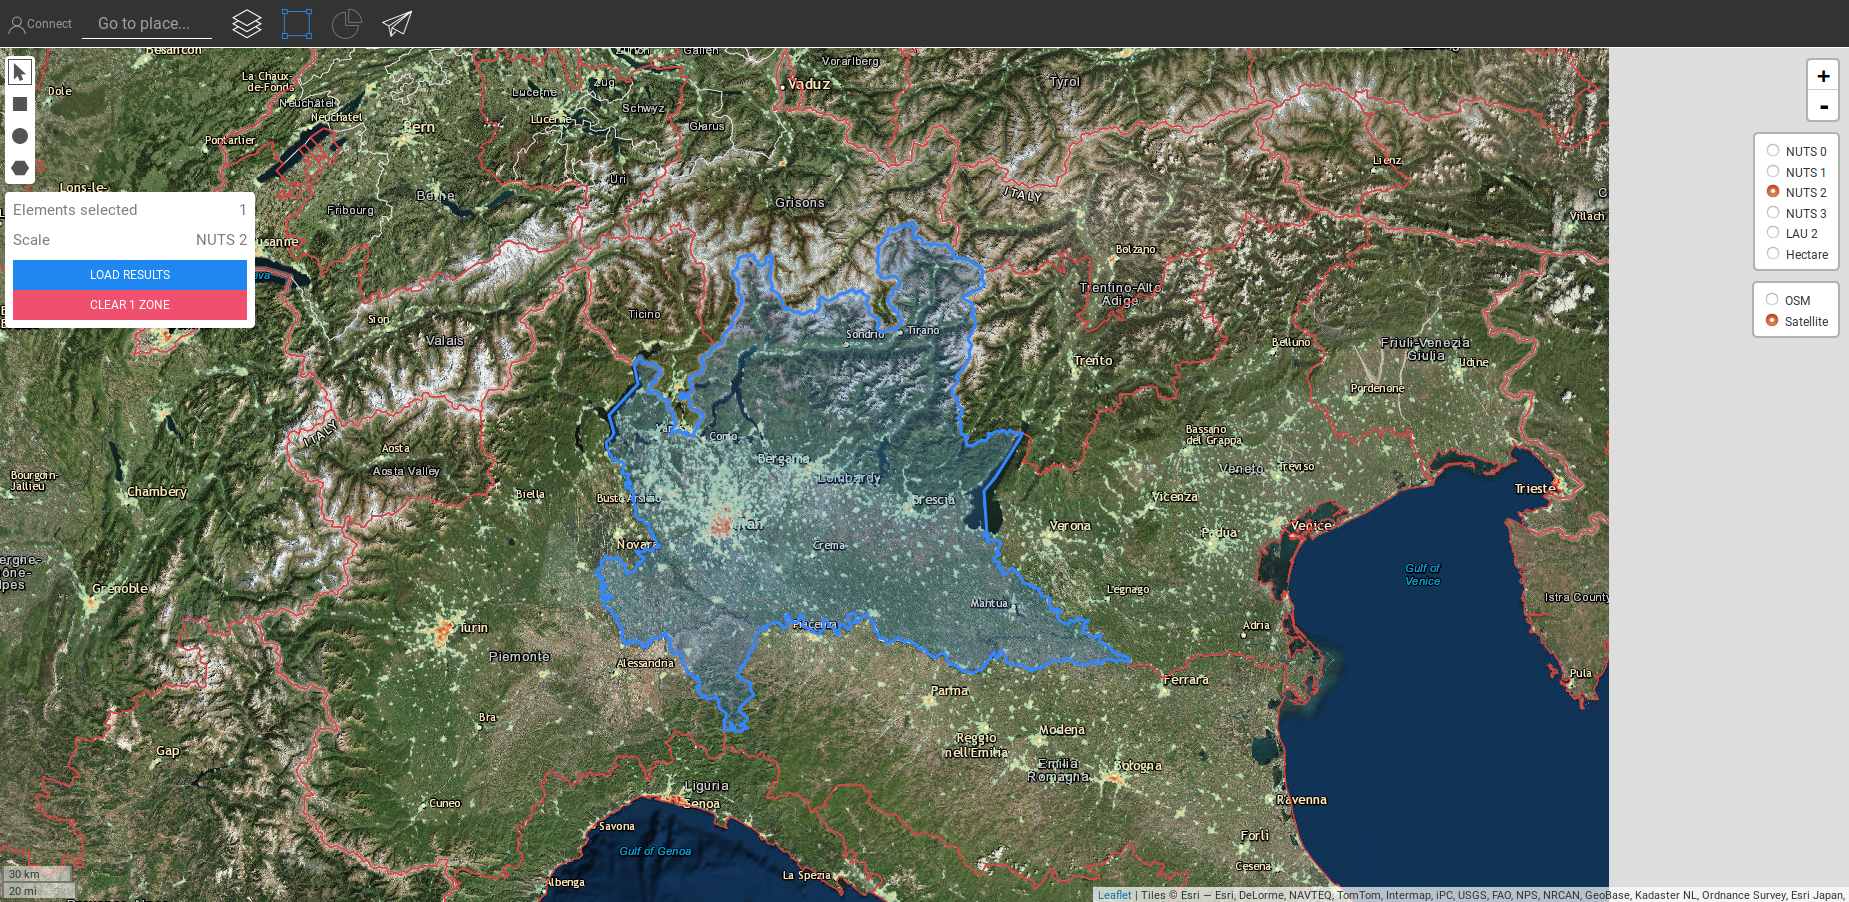 Connect
Go to place...
Elements selected 1
Scale NUTS 2
LOAD RESULTS
CLEAR 1 ZONE
+
-
NUTS 0
NUTS 1
NUTS 2
NUTS 3
LAU 2
Hectare
OSM
Satellite
Besancon
Dole
La Chaux-
de-Fonds
Neuchâtel
Neuchatel
Pontarlier
Bern
Lons-le-
Fribourg
Berne
Lucerne
Lucerne
Zug
Schwyz
Glarus
Gallen
Vaduz
Vorarlberg
Tyrol
Lienz
Villach
Uri
Grisons
ITALY
Bolzano
Trentino-Alto
Adige
Ticino
Sion
Valais
Sondrio
Tirano
Trento
Belluno
Friuli-Venezia
Giulia
Udine
Pordenone
ITALY
Aosta
Aosta Valley
Como
Bergamo
Lombardy
Bassano
del Grappa
Veneto
Treviso
Bourgoin-
Jallieu
Chambéry
Biella
Busto Arsizio
Brescia
Vicenza
Trieste
Novara
Crema
Verona
Padua
Venice
Gulf of
Venice
Grenoble
Mantua
Legnago
Istra County
Turin
Piacenza
Adria
Piemonte
Alessandria
Ferrara
Pula
Parma
Bra
Modena
Reggio
nell'Emilia
Gap
Emilia
Romagna
Bologna
Liguria
Genoa
Cuneo
Ravenna
Savona
Gulf of Genoa
Forli
Cesena
La Spezia
Albenga
30 km
20 mi
Leaflet | Tiles © Esri — Esri, DeLorme, NAVTEQ, TomTom, Intermap, iPC, USGS, FAO, NPS, NRCAN, GeoBase, Kadaster NL, Ordnance Survey, Esri Japan,